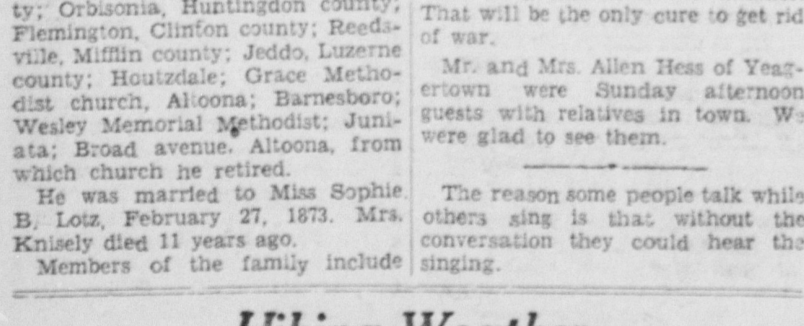 ty; Orbisonia, Huntingdon county;
Flemington, Clinton county; Reeds-
ville, Mifflin county; Jeddo, Luzerne
county; Houtzdale; Grace Metho-
dist church, Altoona; Barnesboro;
Wesley Memorial Methodist; Juni-
ata; Broad avenue, Altoona, from
which church he retired.
He was married to Miss Sophie
B. Lotz, February 27, 1873. Mrs.
Knisely died 11 years ago.
Members of the family include
That will be the only cure to get rid
of war.
Mr. and Mrs. Allen Hess of Yeag-
ertown were Sunday afternoon
guests with relatives in town. We
were glad to see them.
The reason some people talk while
others sing is that without the
conversation they could hear the
singing.